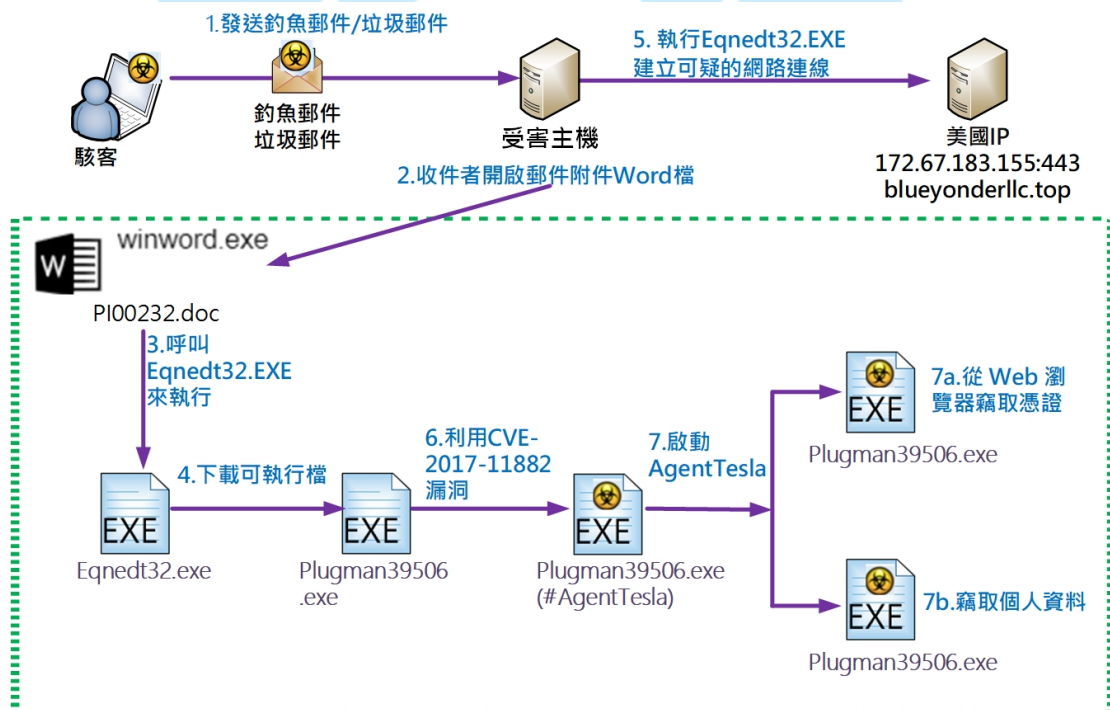 1.發送釣魚郵件/垃圾郵件
釣魚郵件
垃圾郵件
駭客
受害主機
5. 執行Eqnedt32.EXE
建立可疑的網路連線
美國IP
172.67.183.155:443
blueyonderllc.top
2.收件者開啟郵件附件Word檔
W
winword.exe
PI00232.doc
3.呼叫
Eqnedt32.EXE
來執行
EXE
Eqnedt32.exe
4.下載可執行檔
EXE
Plugman39506
.exe
6.利用CVE-
2017-11882
漏洞
EXE
Plugman39506.exe
(#AgentTesla)
7.啟動
AgentTesla
EXE
Plugman39506.exe
7a.從 Web 瀏
覽器竊取憑證
EXE
Plugman39506.exe
7b.竊取個人資料